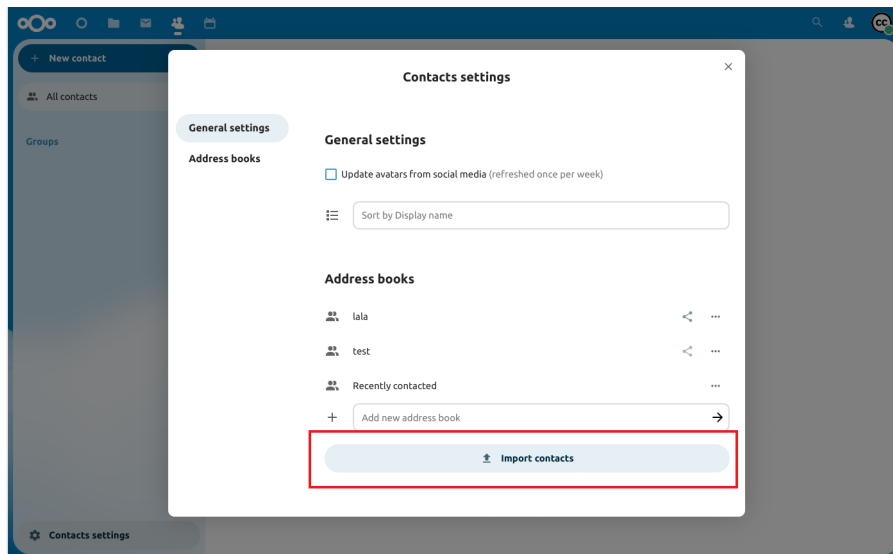 CC
+ New contact
All contacts
Groups
Contacts settings
Contacts settings
General settings
Address books
General settings
Update avatars from social media (refreshed once per week)
Sort by Display name
Address books
lala
test
Recently contacted
Add new address book
Import contacts